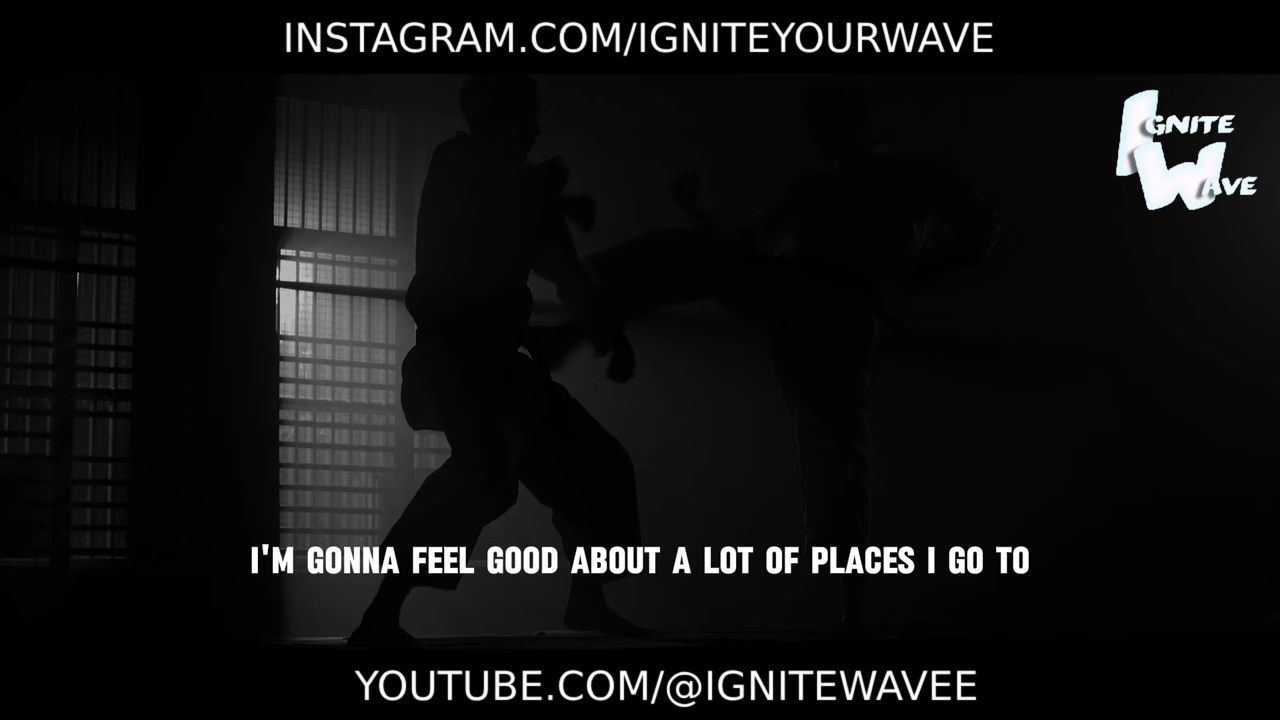 INSTAGRAM.COM/IGNITEYOURWAVE
IGNITE
WAVE
I'M GONNA FEEL GOOD ABOUT A LOT OF PLACES I GO TO
YOUTUBE.COM/@IGNITEWAVEE